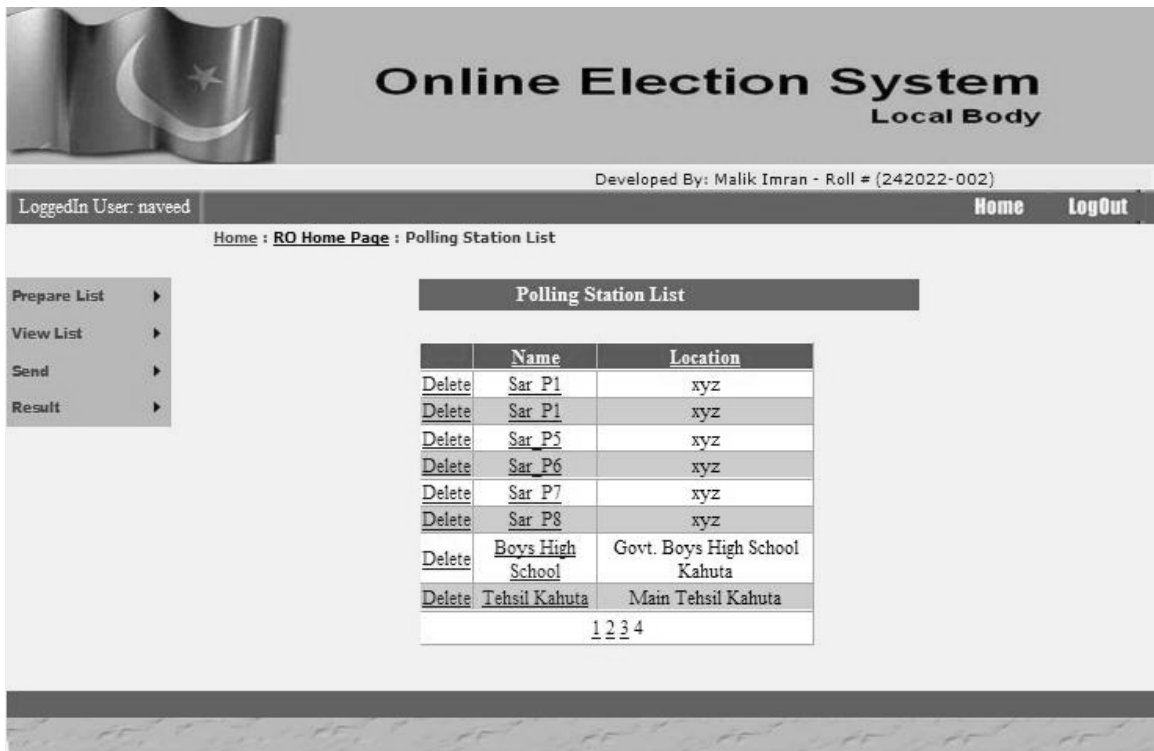 Online Election System
Local Body
Developed By: Malik Imran - Roll # (242022-002)
LoggedIn User: naveed
Home LogOut
Home : RO Home Page : Polling Station List
Prepare List
View List
Send
Result
Polling Station List
Name Location
Delete Sar_P1 xyz
Delete Sar_P1 xyz
Delete Sar_P5 xyz
Delete Sar_P6 xyz
Delete Sar_P7 xyz
Delete Sar_P8 xyz
Delete Boys High School Govt. Boys High School Kahuta
Delete Tehsil Kahuta Main Tehsil Kahuta
1 2 3 4